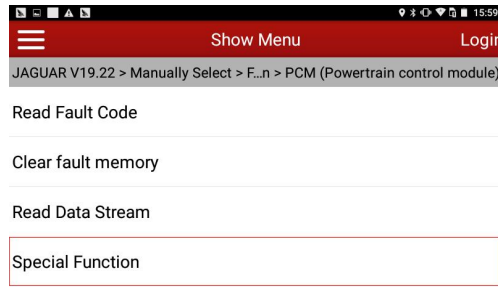 15:59
Show Menu
Login
JAGUAR V19.22 > Manually Select > F...n > PCM (Powertrain control module)
Read Fault Code
Clear fault memory
Read Data Stream
Special Function